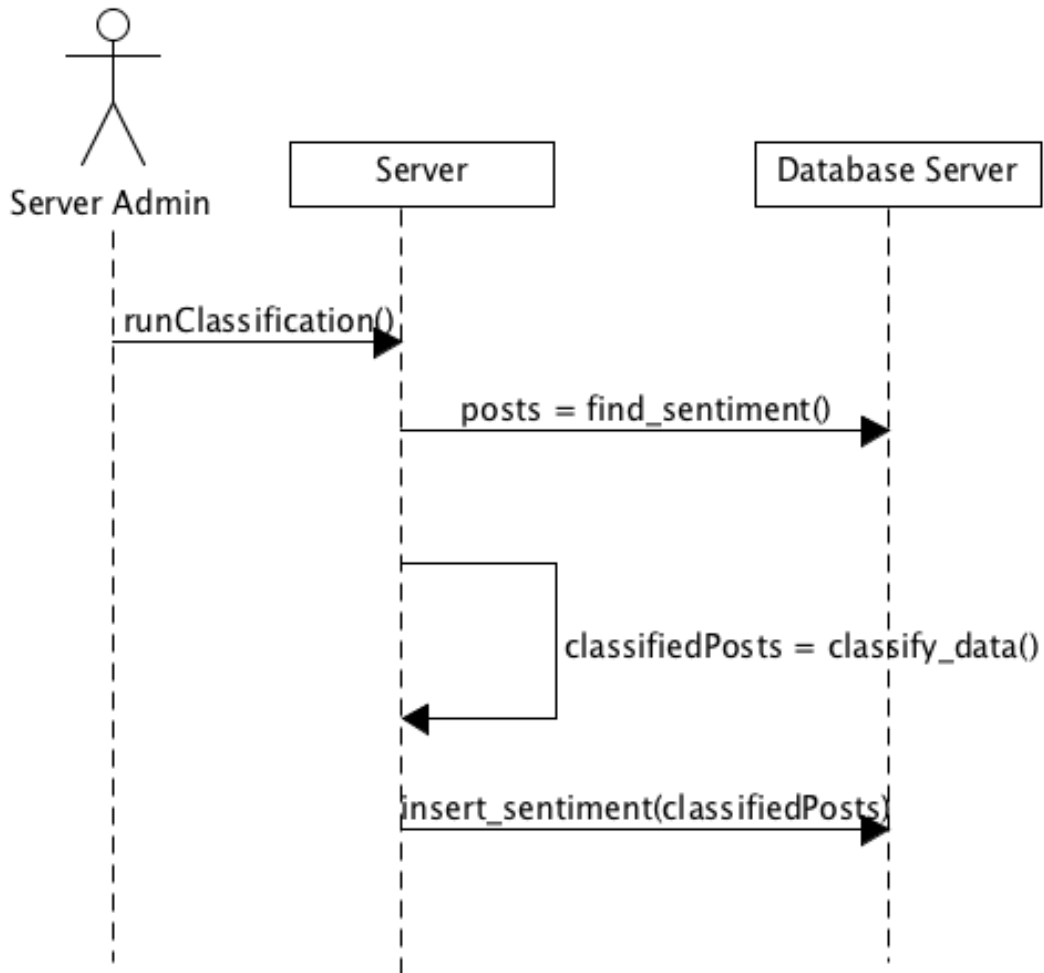 Server Admin
Server
Database Server
runClassification()
posts = find_sentiment()
classifiedPosts = classify_data()
insert_sentiment(classifiedPosts)